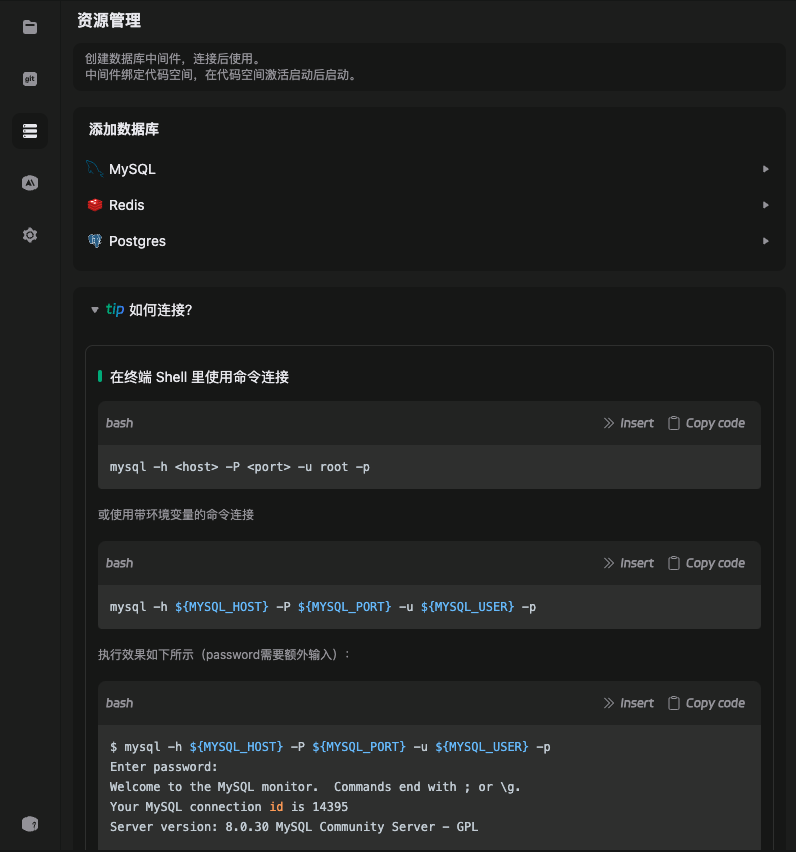 资源管理
创建数据库中间件，连接后使用。
中间件绑定代码空间，在代码空间激活启动后启动。
git
添加数据库
MySQL
Redis
Postgres
tip 如何连接?
在终端 Shell 里使用命令连接
bash Insert Copy code
mysql -h <host> -P <port> -u root -p
或使用带环境变量的命令连接
bash Insert Copy code
mysql -h ${MYSQL_HOST} -P ${MYSQL_PORT} -u ${MYSQL_USER} -p
执行效果如下所示（password需要额外输入）:
bash Insert Copy code
$ mysql -h ${MYSQL_HOST} -P ${MYSQL_PORT} -u ${MYSQL_USER} -p
Enter password:
Welcome to the MySQL monitor.  Commands end with ; or \g.
Your MySQL connection id is 14395
Server version: 8.0.30 MySQL Community Server - GPL